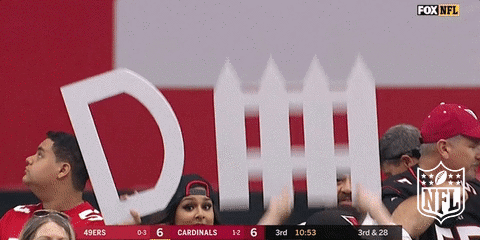 FOX NFL
D
NFL
49ERS 0-3 6 CARDINALS 1-2 6 3rd 10:53 3rd & 28